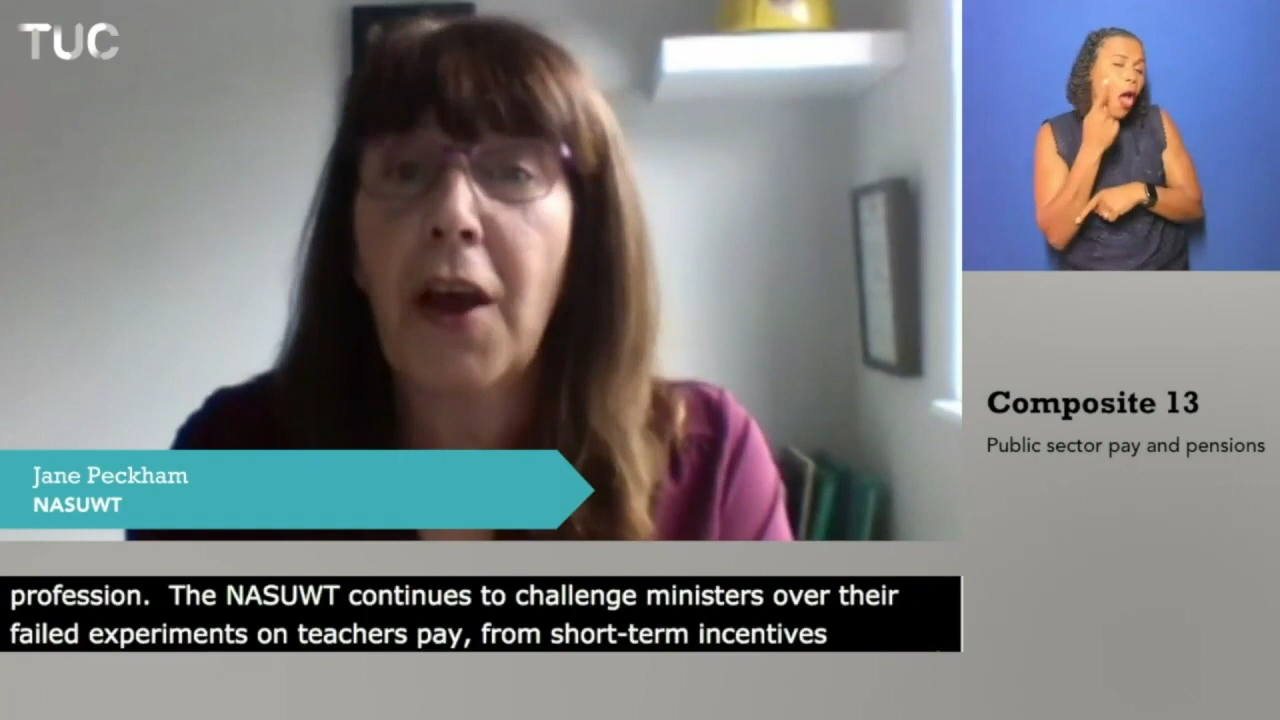 TUC
Jane Peckham
NASUWT
Composite 13
Public sector pay and pensions
profession.  The NASUWT continues to challenge ministers over their
failed experiments on teachers pay, from short-term incentives